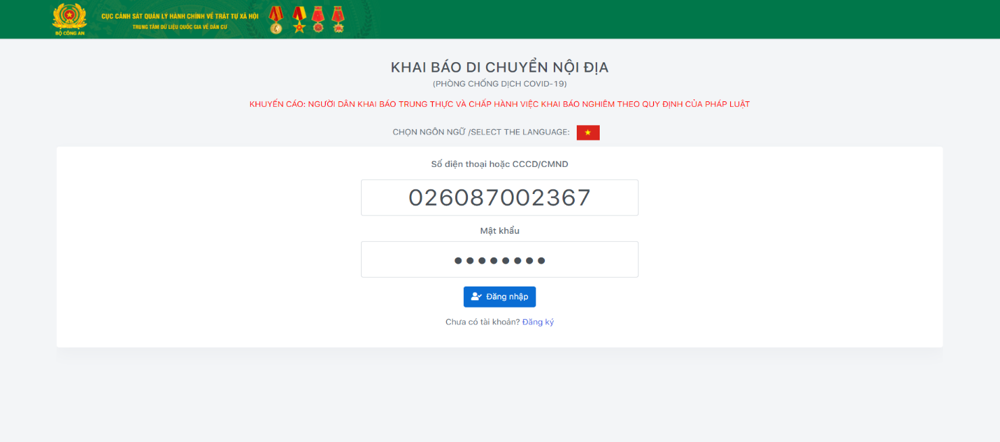 CỤC CẢNH SÁT QUẢN LÝ HÀNH CHÍNH VỀ TRẬT TỰ XÃ HỘI
TRUNG TÂM DỮ LIỆU QUỐC GIA VỀ DÂN CƯ
BỘ CÔNG AN
KHAI BÁO DI CHUYỂN NỘI ĐỊA
(PHÒNG CHỐNG DỊCH COVID-19)
KHUYẾN CÁO: NGƯỜI DÂN KHAI BÁO TRUNG THỰC VÀ CHẤP HÀNH VIỆC KHAI BÁO NGHIÊM THEO QUY ĐỊNH CỦA PHÁP LUẬT
CHỌN NGÔN NGỮ /SELECT THE LANGUAGE:
Số điện thoại hoặc CCCD/CMND
026087002367
Mật khẩu
••••••••
Đăng nhập
Chưa có tài khoản? Đăng ký